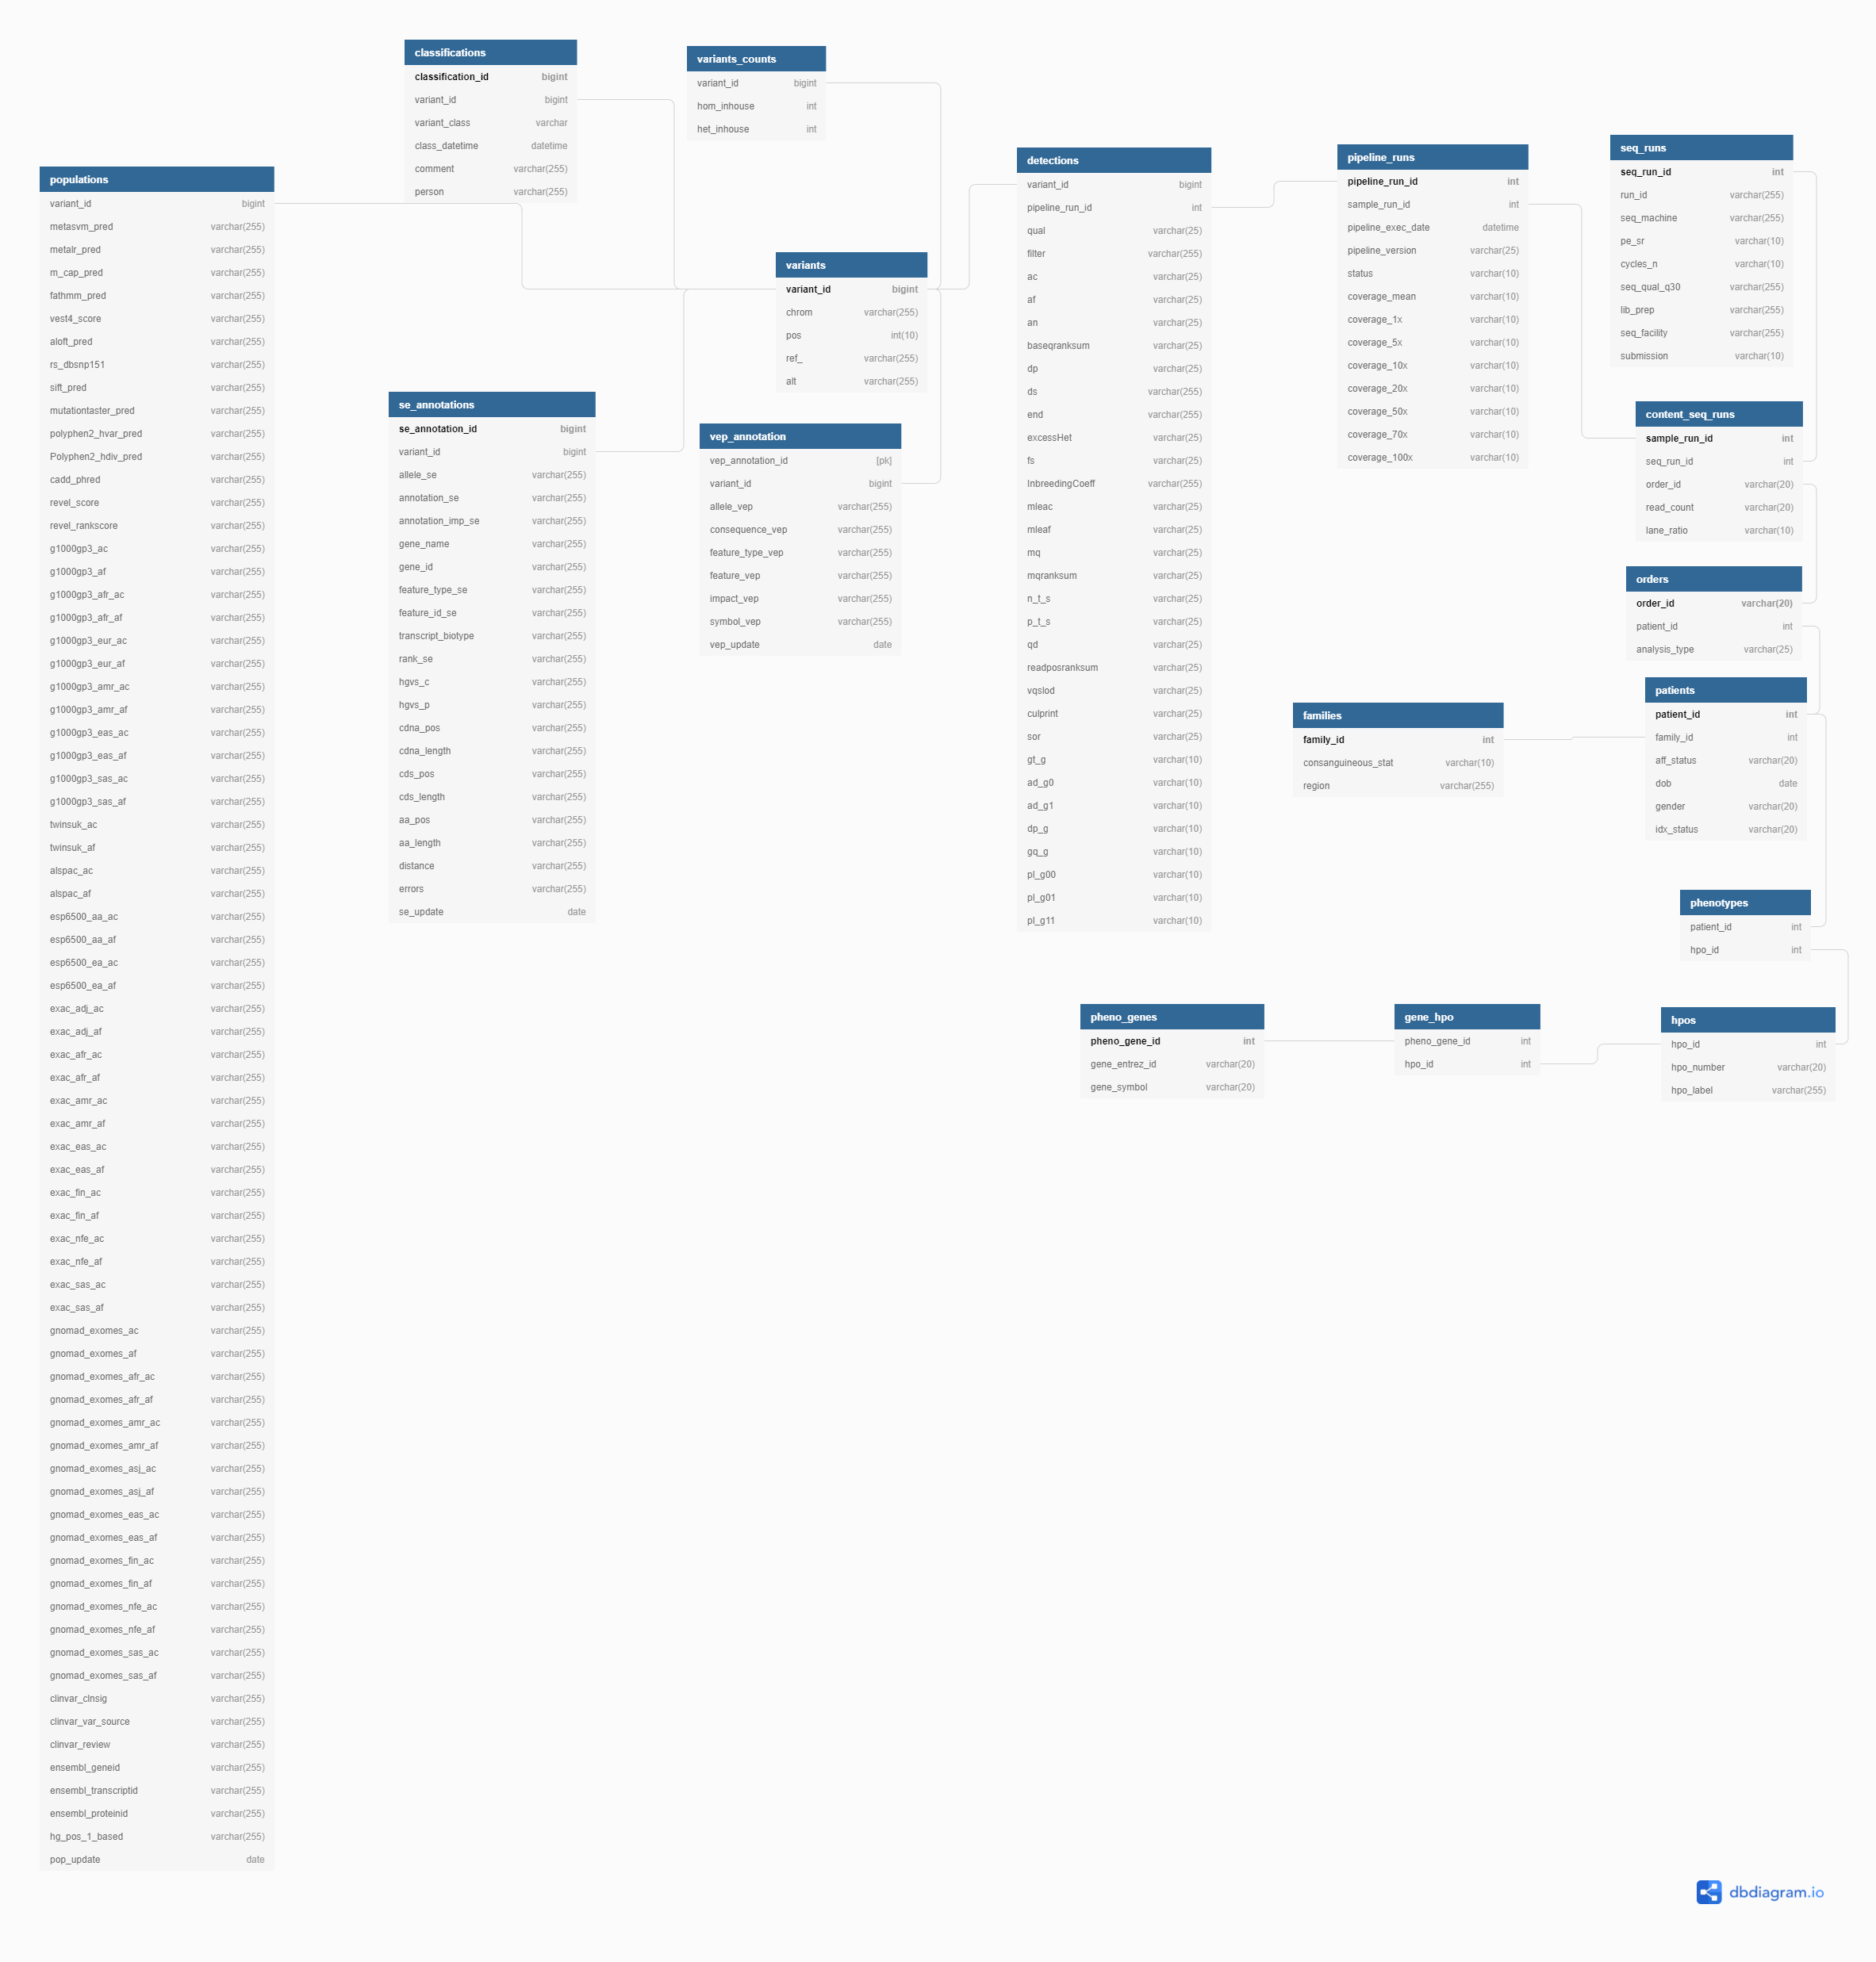 classifications
classification_id bigint
variant_id bigint
variant_class varchar
class_datetime datetime
comment varchar(255)
person varchar(255)
variants_counts
variant_id bigint
hom_inhouse int
het_inhouse int
populations
variant_id bigint
metasvm_pred varchar(255)
metalr_pred varchar(255)
m_cap_pred varchar(255)
fathmm_pred varchar(255)
vest4_score varchar(255)
aloft_pred varchar(255)
rs_dbsnp151 varchar(255)
sift_pred varchar(255)
mutationtaster_pred varchar(255)
polyphen2_hvar_pred varchar(255)
Polyphen2_hdiv_pred varchar(255)
cadd_phred varchar(255)
revel_score varchar(255)
revel_rankscore varchar(255)
g1000gp3_ac varchar(255)
g1000gp3_af varchar(255)
g1000gp3_afr_ac varchar(255)
g1000gp3_afr_af varchar(255)
g1000gp3_eur_ac varchar(255)
g1000gp3_eur_af varchar(255)
g1000gp3_amr_ac varchar(255)
g1000gp3_amr_af varchar(255)
g1000gp3_eas_ac varchar(255)
g1000gp3_eas_af varchar(255)
g1000gp3_sas_ac varchar(255)
g1000gp3_sas_af varchar(255)
twinsuk_ac varchar(255)
twinsuk_af varchar(255)
alspac_ac varchar(255)
alspac_af varchar(255)
esp6500_aa_ac varchar(255)
esp6500_aa_af varchar(255)
esp6500_ea_ac varchar(255)
esp6500_ea_af varchar(255)
exac_adj_ac varchar(255)
exac_adj_af varchar(255)
exac_afr_ac varchar(255)
exac_afr_af varchar(255)
exac_amr_ac varchar(255)
exac_amr_af varchar(255)
exac_eas_ac varchar(255)
exac_eas_af varchar(255)
exac_fin_ac varchar(255)
exac_fin_af varchar(255)
exac_nfe_ac varchar(255)
exac_nfe_af varchar(255)
exac_sas_ac varchar(255)
exac_sas_af varchar(255)
gnomad_exomes_ac varchar(255)
gnomad_exomes_af varchar(255)
gnomad_exomes_afr_ac varchar(255)
gnomad_exomes_afr_af varchar(255)
gnomad_exomes_amr_ac varchar(255)
gnomad_exomes_amr_af varchar(255)
gnomad_exomes_asj_ac varchar(255)
gnomad_exomes_asj_af varchar(255)
gnomad_exomes_eas_ac varchar(255)
gnomad_exomes_eas_af varchar(255)
gnomad_exomes_fin_ac varchar(255)
gnomad_exomes_fin_af varchar(255)
gnomad_exomes_nfe_ac varchar(255)
gnomad_exomes_nfe_af varchar(255)
gnomad_exomes_sas_ac varchar(255)
gnomad_exomes_sas_af varchar(255)
clinvar_clnsig varchar(255)
clinvar_var_source varchar(255)
clinvar_review varchar(255)
ensembl_geneid varchar(255)
ensembl_transcriptid varchar(255)
ensembl_proteinid varchar(255)
hg_pos_1_based varchar(255)
pop_update date
se_annotations
se_annotation_id bigint
variant_id bigint
allele_se varchar(255)
annotation_se varchar(255)
annotation_imp_se varchar(255)
gene_name varchar(255)
gene_id varchar(255)
feature_type_se varchar(255)
feature_id_se varchar(255)
transcript_biotype varchar(255)
rank_se varchar(255)
hgvs_c varchar(255)
hgvs_p varchar(255)
cdna_pos varchar(255)
cdna_length varchar(255)
cds_pos varchar(255)
cds_length varchar(255)
aa_pos varchar(255)
aa_length varchar(255)
distance varchar(255)
errors varchar(255)
se_update date
variants
variant_id bigint
chrom varchar(255)
pos int(10)
ref_ varchar(255)
alt varchar(255)
vep_annotation
vep_annotation_id [pk]
variant_id bigint
allele_vep varchar(255)
consequence_vep varchar(255)
feature_type_vep varchar(255)
feature_vep varchar(255)
impact_vep varchar(255)
symbol_vep varchar(255)
vep_update date
detections
variant_id bigint
pipeline_run_id int
qual varchar(25)
filter varchar(255)
ac varchar(25)
af varchar(25)
an varchar(25)
baseqranksum varchar(25)
dp varchar(25)
ds varchar(255)
end varchar(255)
excessHet varchar(25)
fs varchar(25)
InbreedingCoeff varchar(255)
mleac varchar(25)
mleaf varchar(25)
mq varchar(25)
mqranksum varchar(25)
n_t_s varchar(25)
p_t_s varchar(25)
qd varchar(25)
readposranksum varchar(25)
vqslod varchar(25)
culprint varchar(25)
sor varchar(25)
gt_g varchar(10)
ad_g0 varchar(10)
ad_g1 varchar(10)
dp_g varchar(10)
gq_g varchar(10)
pl_g00 varchar(10)
pl_g01 varchar(10)
pl_g11 varchar(10)
pipeline_runs
pipeline_run_id int
sample_run_id int
pipeline_exec_date datetime
pipeline_version varchar(25)
status varchar(10)
coverage_mean varchar(10)
coverage_1x varchar(10)
coverage_5x varchar(10)
coverage_10x varchar(10)
coverage_20x varchar(10)
coverage_50x varchar(10)
coverage_70x varchar(10)
coverage_100x varchar(10)
seq_runs
seq_run_id int
run_id varchar(255)
seq_machine varchar(255)
pe_sr varchar(10)
cycles_n varchar(10)
seq_qual_q30 varchar(255)
lib_prep varchar(255)
seq_facility varchar(255)
submission varchar(10)
content_seq_runs
sample_run_id int
seq_run_id int
order_id varchar(20)
read_count varchar(20)
lane_ratio varchar(10)
orders
order_id varchar(20)
patient_id int
analysis_type varchar(25)
families
family_id int
consanguineous_stat varchar(10)
region varchar(255)
patients
patient_id int
family_id int
aff_status varchar(20)
dob date
gender varchar(20)
idx_status varchar(20)
phenotypes
patient_id int
hpo_id int
pheno_genes
pheno_gene_id int
gene_entrez_id varchar(20)
gene_symbol varchar(20)
gene_hpo
pheno_gene_id int
hpo_id int
hpos
hpo_id int
hpo_number varchar(20)
hpo_label varchar(255)
dbdiagram.io